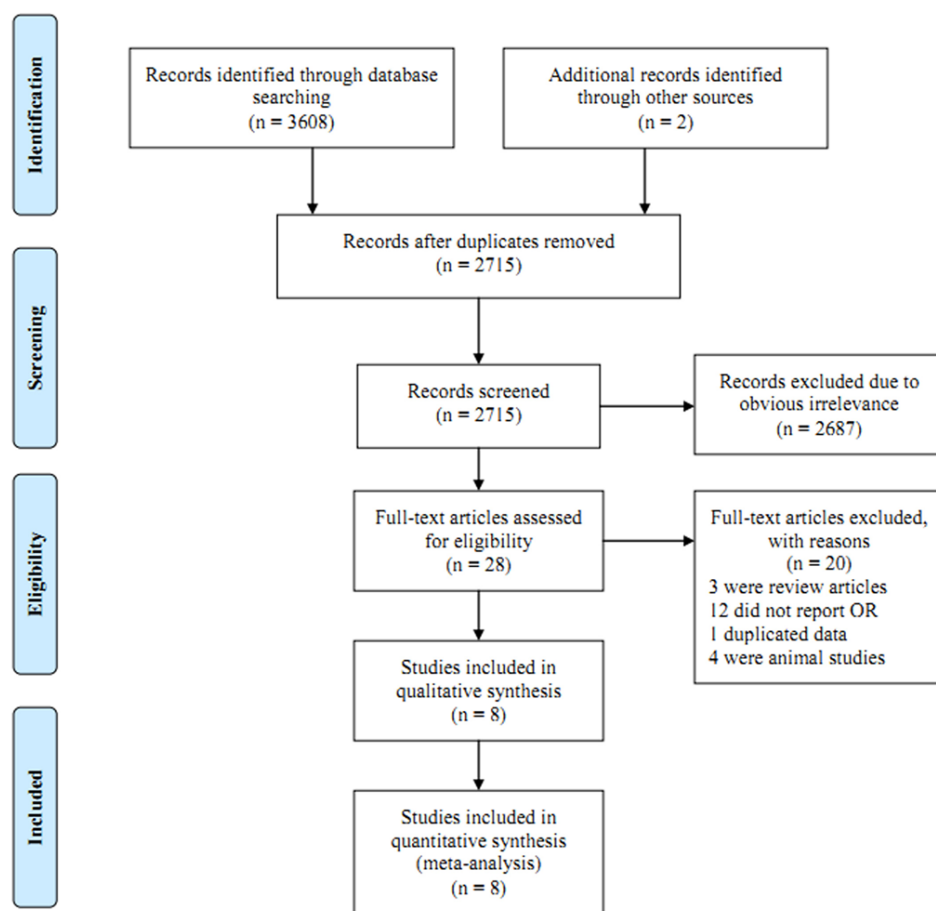 Identification
Records identified through database
searching
(n = 3608)
Additional records identified
through other sources
(n = 2)
Records after duplicates removed
(n = 2715)
Screening
Records screened
(n = 2715)
Records excluded due to
obvious irrelevance
(n = 2687)
Eligibility
Full-text articles assessed
for eligibility
(n = 28)
Full-text articles excluded,
with reasons
(n = 20)
3 were review articles
12 did not report OR
1 duplicated data
4 were animal studies
Studies included in
qualitative synthesis
(n = 8)
Included
Studies included in
quantitative synthesis
(meta-analysis)
(n = 8)